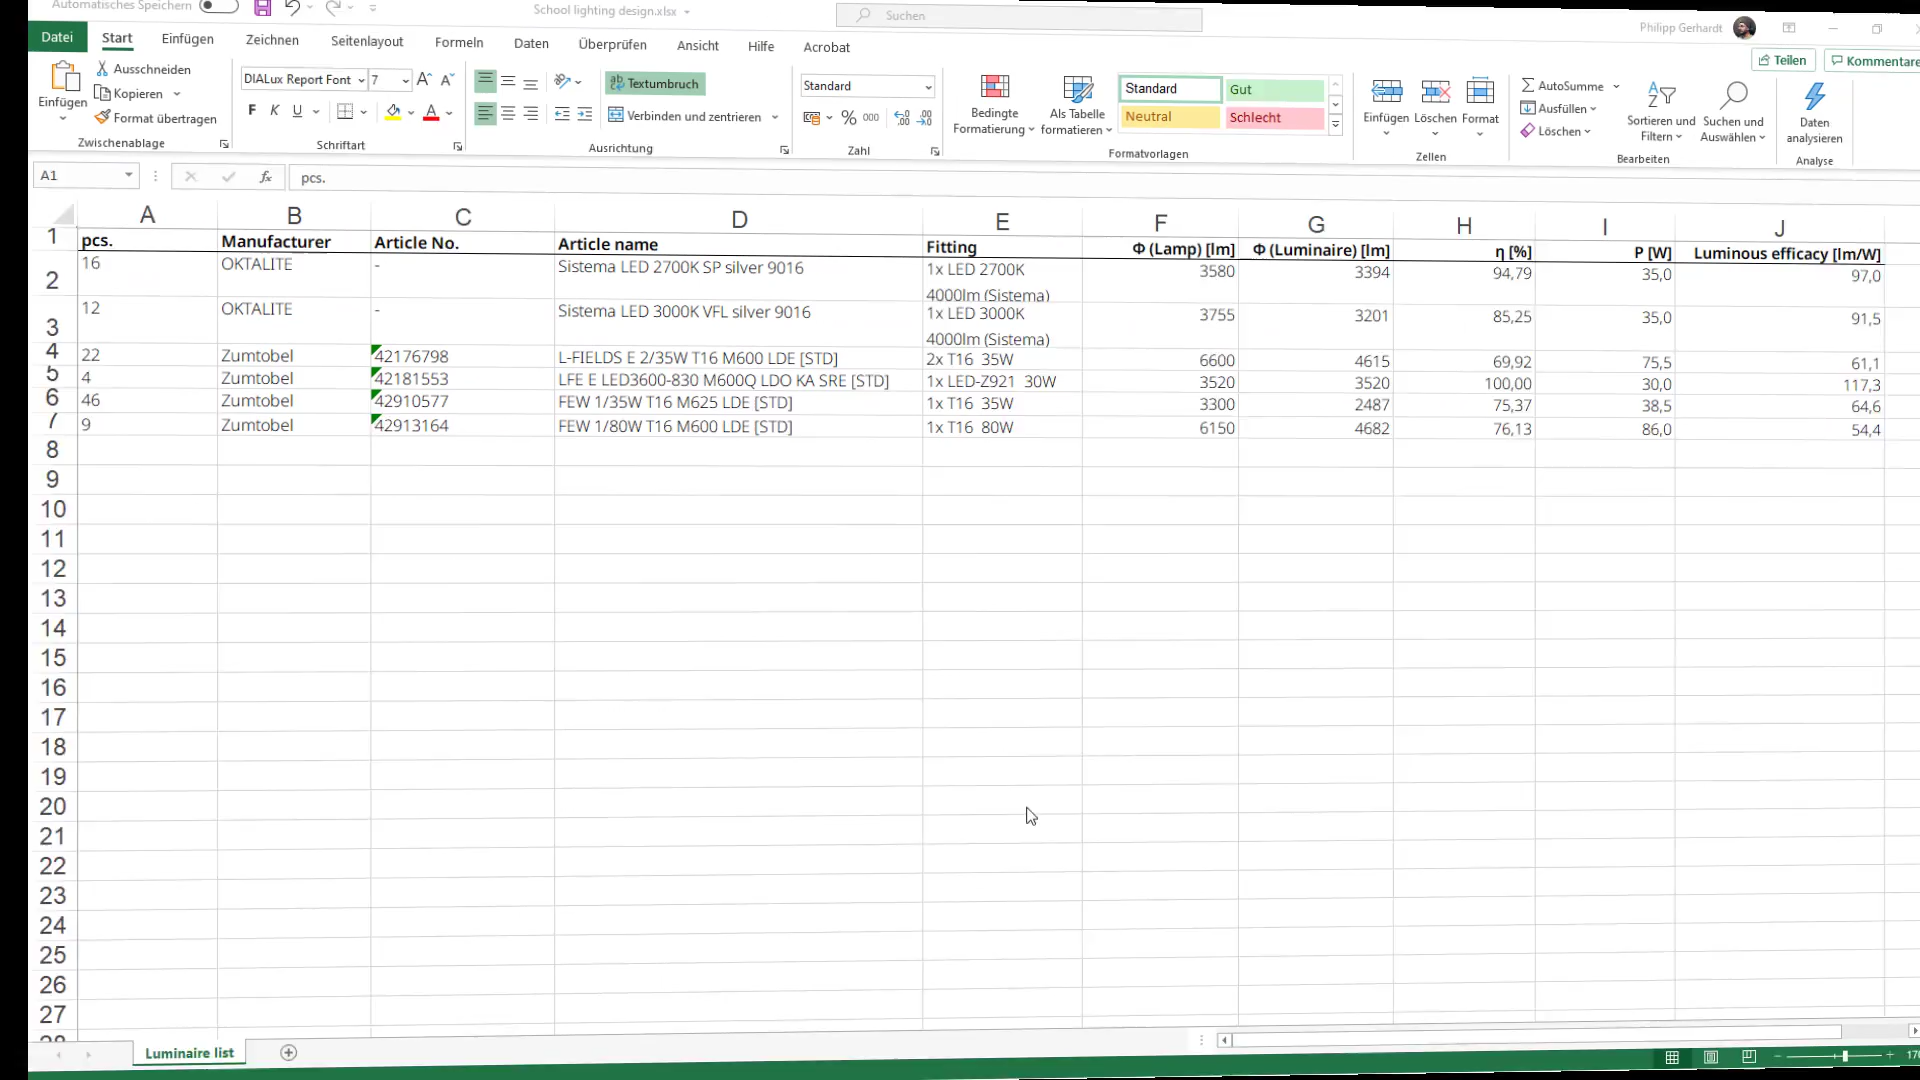 Automatisches Speichern
School lighting design.xlsx
Suchen
Philipp Gerhardt
Datei Start Einfügen Zeichnen Seitenlayout Formeln Daten Überprüfen Ansicht Hilfe Acrobat
Teilen Kommentare
Einfügen
Ausschneiden
Kopieren
Format übertragen
Zwischenablage
DIALux Report Font 7
F K U
Schriftart
Textumbruch
Verbinden und zentrieren
Ausrichtung
Standard
% 000
Zahl
Bedingte
Formatierung
Als Tabelle
formatieren
Standard Gut
Neutral Schlecht
Formatvorlagen
Einfügen Löschen Format
Zellen
AutoSumme
Ausfüllen
Löschen
Sortieren und
Filtern
Suchen und
Auswählen
Bearbeiten
Daten
analysieren
Analyse
A1 fx pcs.
A B C D E F G H I J
1 pcs. Manufacturer Article No. Article name Fitting Φ (Lamp) [lm] Φ (Luminaire) [lm] η [%] P [W] Luminous efficacy [lm/W]
2 16 OKTALITE - Sistema LED 2700K SP silver 9016 1x LED 2700K 3580 3394 94,79 35,0 97,0
4000lm (Sistema)
3 12 OKTALITE - Sistema LED 3000K VFL silver 9016 1x LED 3000K 3755 3201 85,25 35,0 91,5
4000lm (Sistema)
4 22 Zumtobel 42176798 L-FIELDS E 2/35W T16 M600 LDE [STD] 2x T16 35W 6600 4615 69,92 75,5 61,1
5 4 Zumtobel 42181553 LFE E LED3600-830 M600Q LDO KA SRE [STD] 1x LED-Z921 30W 3520 3520 100,00 30,0 117,3
6 46 Zumtobel 42910577 FEW 1/35W T16 M625 LDE [STD] 1x T16 35W 3300 2487 75,37 38,5 64,6
7 9 Zumtobel 42913164 FEW 1/80W T16 M600 LDE [STD] 1x T16 80W 6150 4682 76,13 86,0 54,4
8
9
10
11
12
13
14
15
16
17
18
19
20
21
22
23
24
25
26
27
Luminaire list